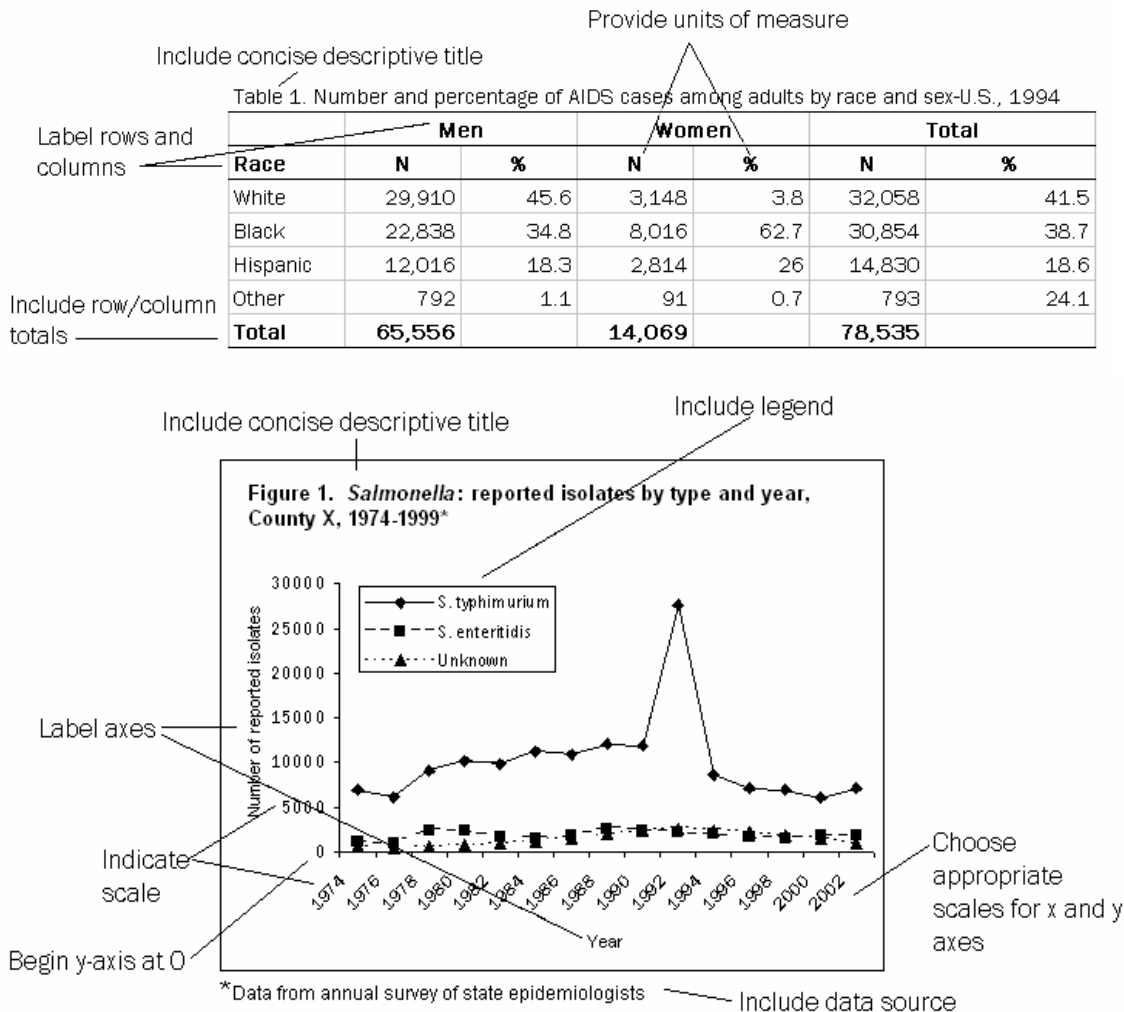 Provide units of measure
Include concise descriptive title
Table 1. Number and percentage of AIDS cases among adults by race and sex-U.S., 1994
Label rows and
columns
Men Women Total
Race N % N % N %
White 29,910 45.6 3,148 3.8 32,058 41.5
Black 22,838 34.8 8,016 62.7 30,854 38.7
Hispanic 12,016 18.3 2,814 26 14,830 18.6
Other 792 1.1 91 0.7 793 24.1
Total 65,556 14,069 78,535
Include row/column
totals
Include concise descriptive title
Include legend
Figure 1. Salmonella: reported isolates by type and year,
County X, 1974-1999*
Number of reported isolates
30000
25000
20000
15000
10000
5000
0
S. typhimurium
S. enteritidis
Unknown
Label axes
Indicate
scale
Begin y-axis at 0
1974 1976 1978 1980 1982 1984 1986 1988 1990 1992 1994 1996 1998 2000 2002
Year
Choose
appropriate
scales for x and y
axes
*Data from annual survey of state epidemiologists
Include data source